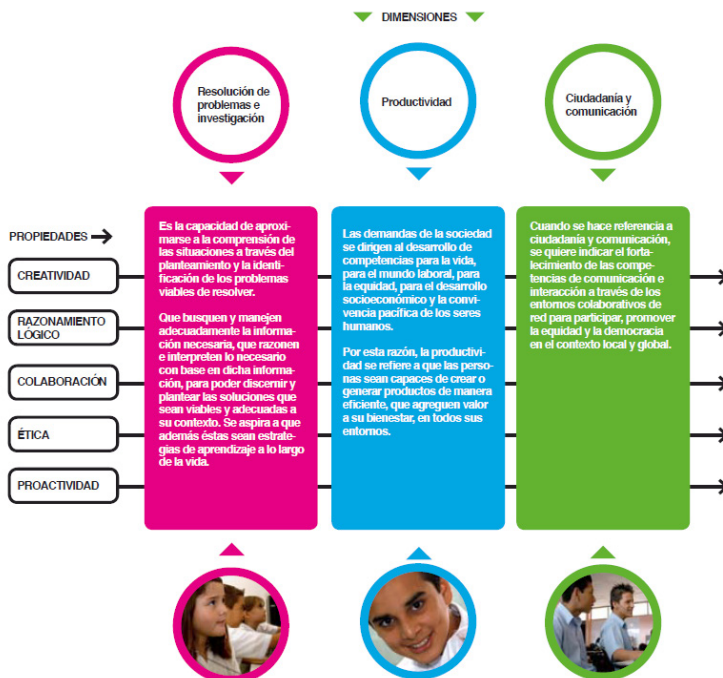 DIMENSIONES
Resolución de
problemas e
investigación
Productividad
Ciudadanía y
comunicación
PROPIEDADES
CREATIVIDAD
RAZONAMIENTO
LÓGICO
COLABORACIÓN
ÉTICA
PROACTIVIDAD
Es la capacidad de aproxi-
marse a la comprensión de
las situaciones a través del
planteamiento y la identi-
ficación de los problemas
viables de resolver.
Que busquen y manejen
adecuadamente la informa-
ción necesaria, que razonen
e interpreten lo necesario
con base en dicha informa-
ción, para poder discernir y
plantear las soluciones que
sean viables y adecuadas a
su contexto. Se aspira a que
además éstas sean estrate-
gias de aprendizaje a lo largo
de la vida.
Las demandas de la sociedad
se dirigen al desarrollo de
competencias para la vida,
para el mundo laboral, para
la equidad, para el desarrollo
socioeconómico y la convi-
vencia pacífica de los seres
humanos.
Por esta razón, la productivi-
dad se refiere a que las perso-
nas sean capaces de crear o
generar productos de manera
eficiente, que agreguen valor
a su bienestar, en todos sus
entornos.
Cuando se hace referencia a
ciudadanía y comunicación,
se quiere indicar el forta-
lecimiento de las compe-
tencias de comunicación e
interacción a través de los
entornos colaborativos de
red para participar, promover
la equidad y la democracia
en el contexto local y global.